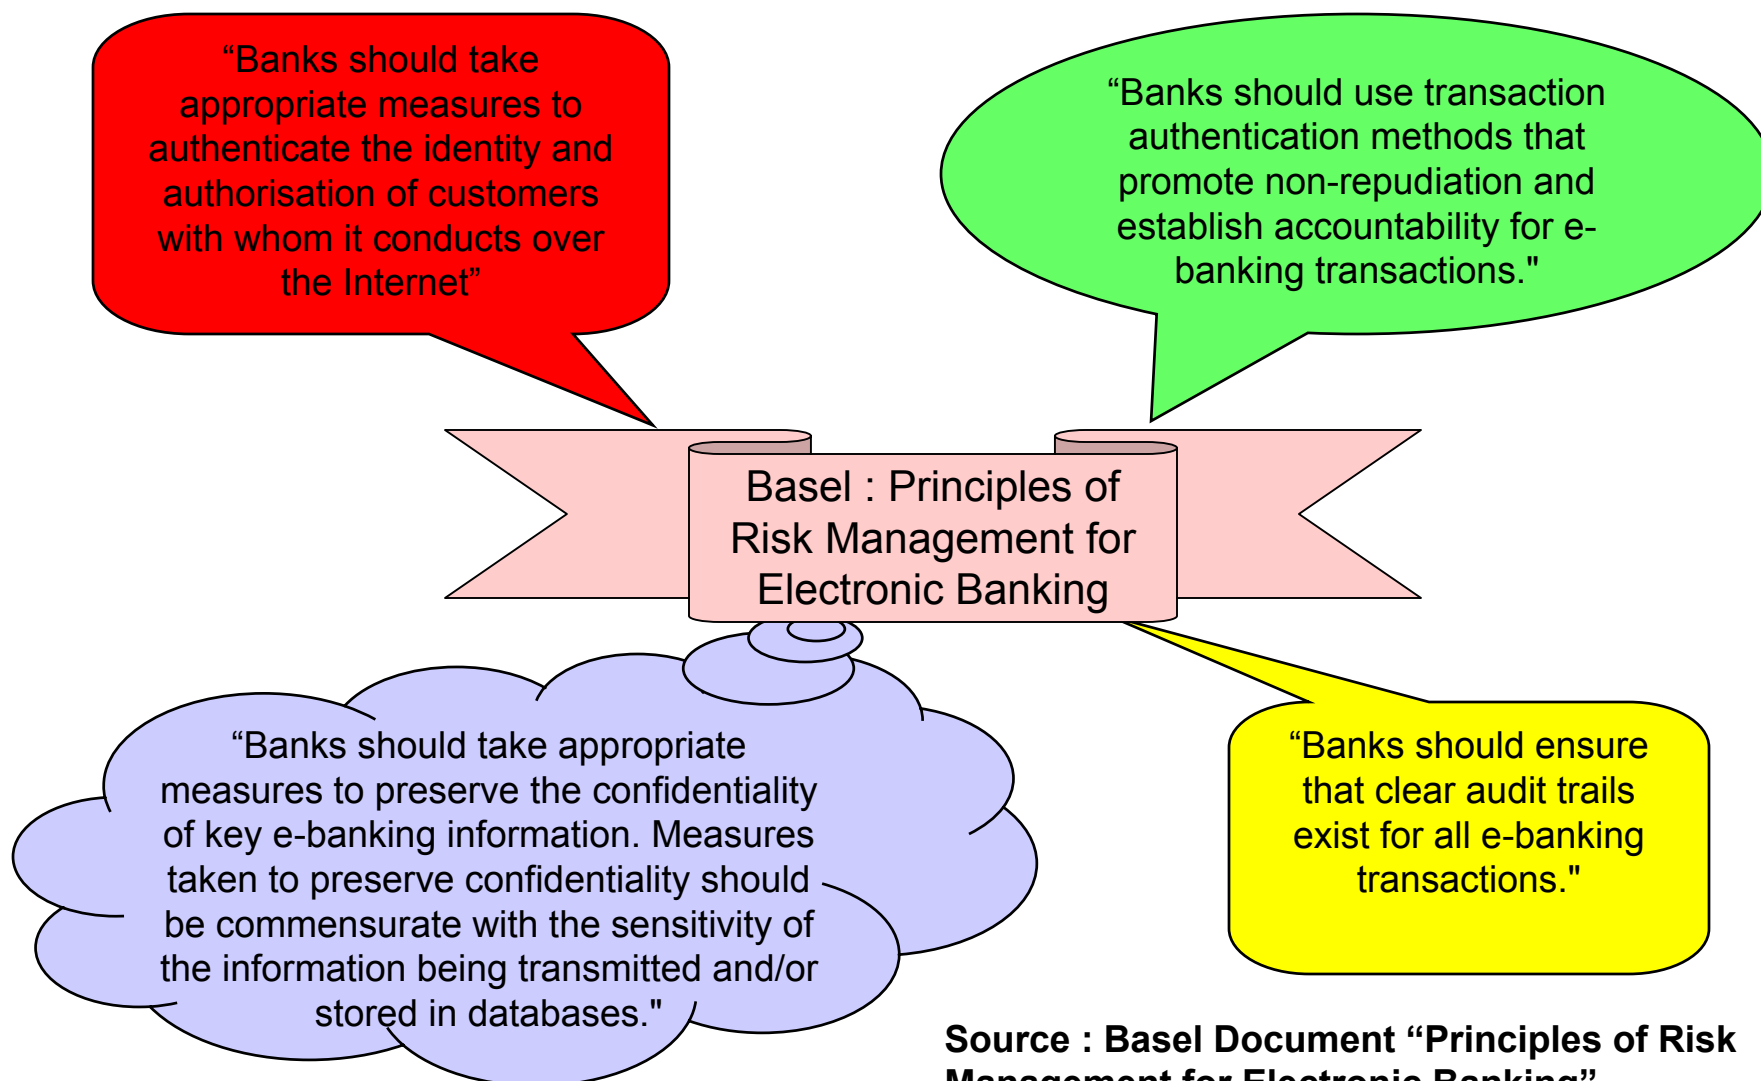 “Banks should take
appropriate measures to
authenticate the identity and
authorisation of customers
with whom it conducts over
the Internet”
“Banks should use transaction
authentication methods that
promote non-repudiation and
establish accountability for e-
banking transactions."
Basel : Principles of
Risk Management for
Electronic Banking
“Banks should take appropriate
measures to preserve the confidentiality
of key e-banking information. Measures
taken to preserve confidentiality should
be commensurate with the sensitivity of
the information being transmitted and/or
stored in databases."
“Banks should ensure
that clear audit trails
exist for all e-banking
transactions."
Source : Basel Document “Principles of Risk
Management for Electronic Banking”